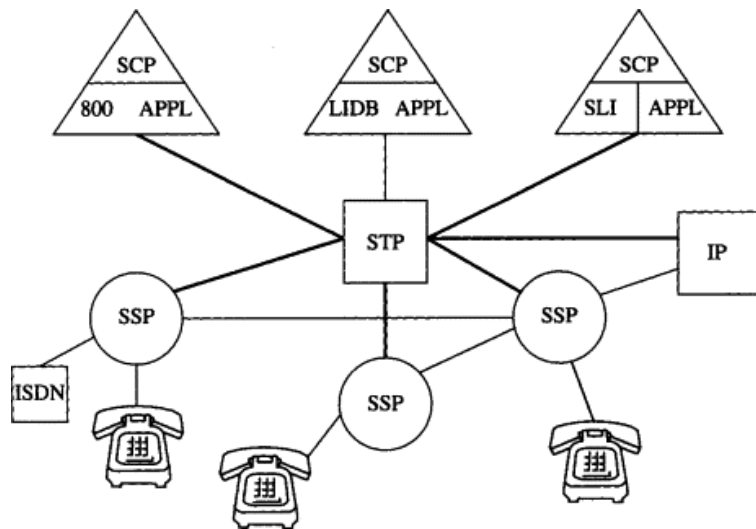 SCP
800 APPL
SCP
LIDB APPL
SCP
SLI APPL
STP
IP
SSP
SSP
ISDN
SSP